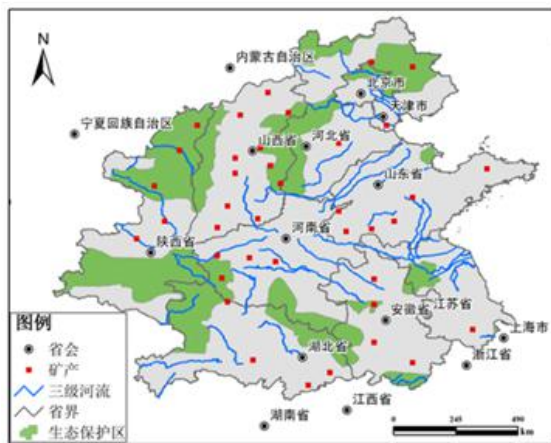 N
内蒙古自治区
北京市
天津市
宁夏回族自治区
山西省
河北省
山东省
河南省
陕西省
江苏省
安徽省
上海市
浙江省
湖北省
江西省
湖南省
图例
省会
矿产
三级河流
省界
生态保护区
0 245 490
km